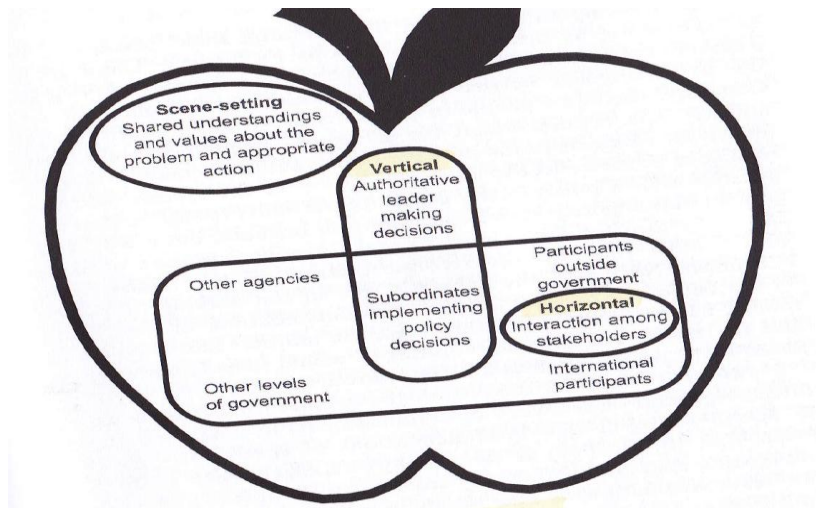 Scene-setting
Shared understandings
and values about the
problem and appropriate
action
Vertical
Authoritative
leader
making
decisions
Other agencies
Subordinates
implementing
policy
decisions
Participants
outside
government
Horizontal
Interaction among
stakeholders
Other levels
of government
International
participants